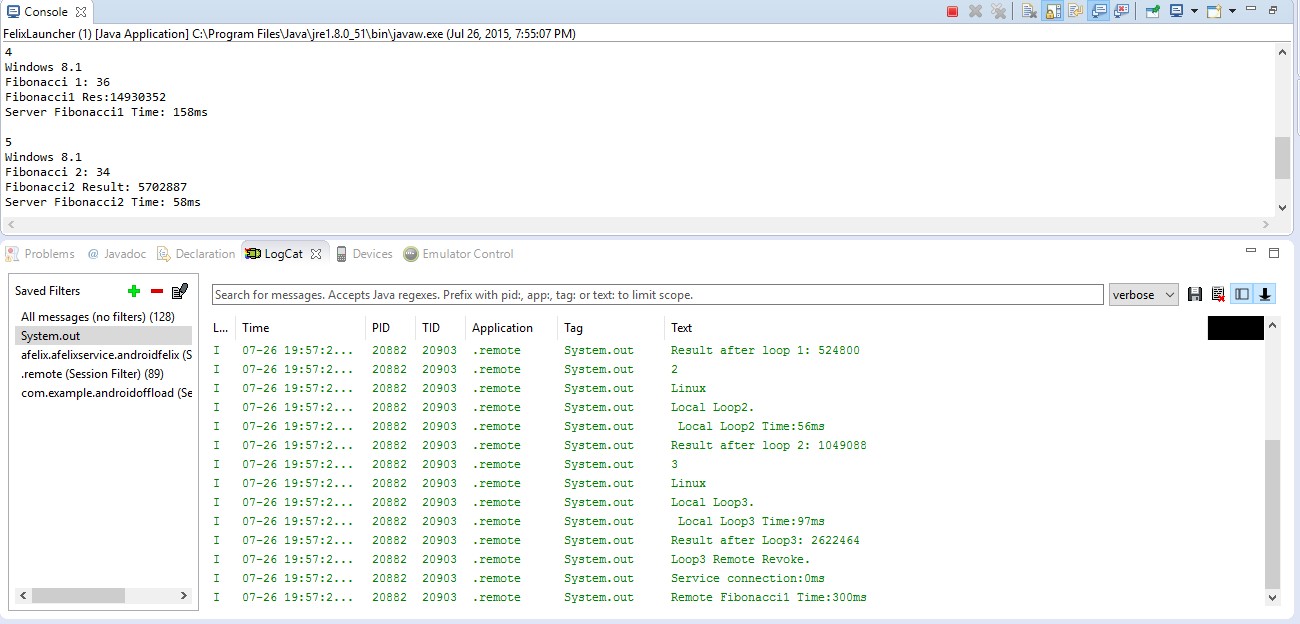 Console
FelixLauncher (1) [Java Application] C:\Program Files\Java\jre1.8.0_51\bin\javaw.exe (Jul 26, 2015, 7:55:07 PM)
4
Windows 8.1
Fibonacci 1: 36
Fibonacci1 Res:14930352
Server Fibonacci1 Time: 158ms
5
Windows 8.1
Fibonacci 2: 34
Fibonacci2 Result: 5702887
Server Fibonacci2 Time: 58ms
Problems @ Javadoc Declaration LogCat Devices Emulator Control
Saved Filters
All messages (no filters) (128)
System.out
afelix.afelixservice.androidfelix (S
.remote (Session Filter) (89)
com.example.androidoffload (Se
Search for messages. Accepts Java regexes. Prefix with pid:, app:, tag: or text: to limit scope. verbose
L... Time PID TID Application Tag Text
I 07-26 19:57:2... 20882 20903 .remote System.out Result after loop 1: 524800
I 07-26 19:57:2... 20882 20903 .remote System.out 2
I 07-26 19:57:2... 20882 20903 .remote System.out Linux
I 07-26 19:57:2... 20882 20903 .remote System.out Local Loop2.
I 07-26 19:57:2... 20882 20903 .remote System.out Local Loop2 Time:56ms
I 07-26 19:57:2... 20882 20903 .remote System.out Result after loop 2: 1049088
I 07-26 19:57:2... 20882 20903 .remote System.out 3
I 07-26 19:57:2... 20882 20903 .remote System.out Linux
I 07-26 19:57:2... 20882 20903 .remote System.out Local Loop3.
I 07-26 19:57:2... 20882 20903 .remote System.out Local Loop3 Time:97ms
I 07-26 19:57:2... 20882 20903 .remote System.out Result after Loop3: 2622464
I 07-26 19:57:2... 20882 20903 .remote System.out Loop3 Remote Revoke.
I 07-26 19:57:2... 20882 20903 .remote System.out Service connection:0ms
I 07-26 19:57:2... 20882 20903 .remote System.out Remote Fibonacci1 Time:300ms